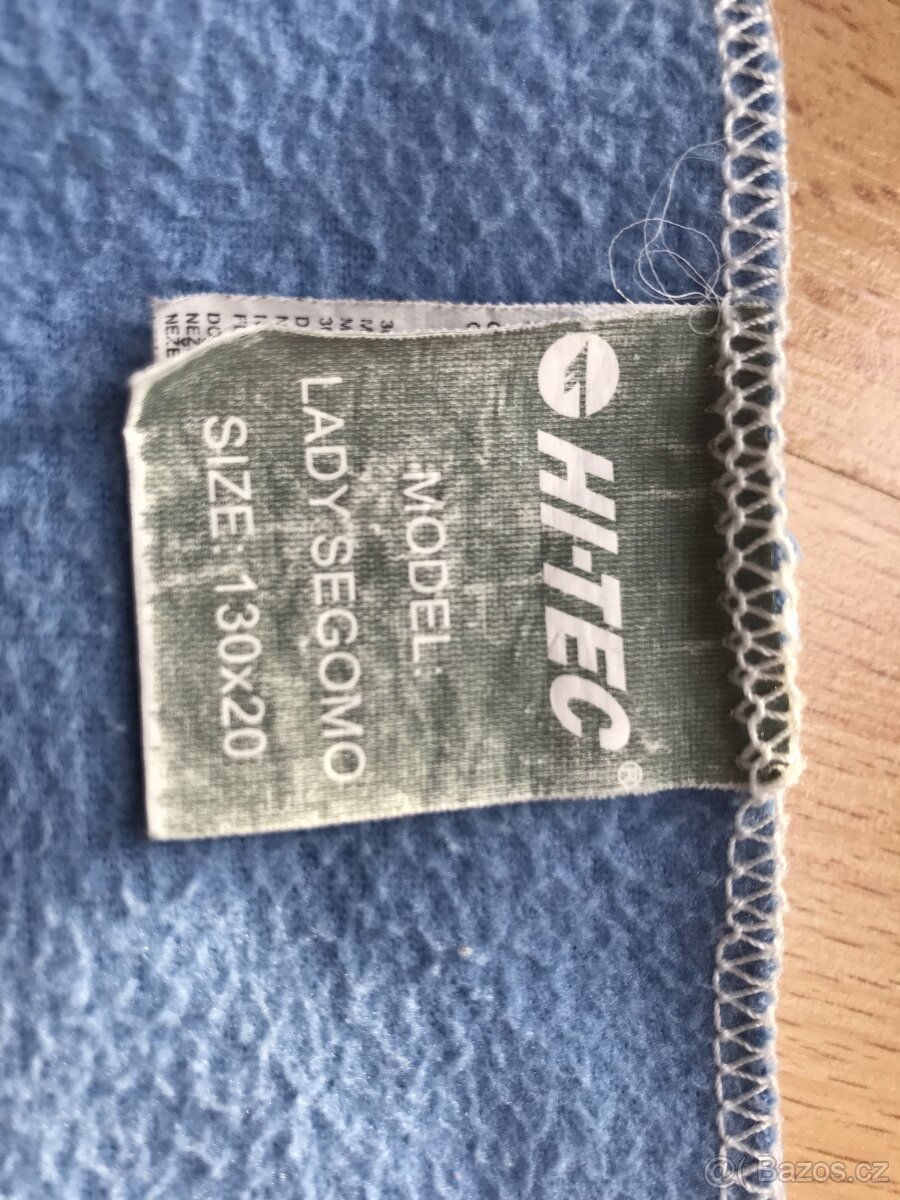 HI-TEC®
MODEL:
LADY SEGOMO
SIZE: 130x20
@( Bazos.cz